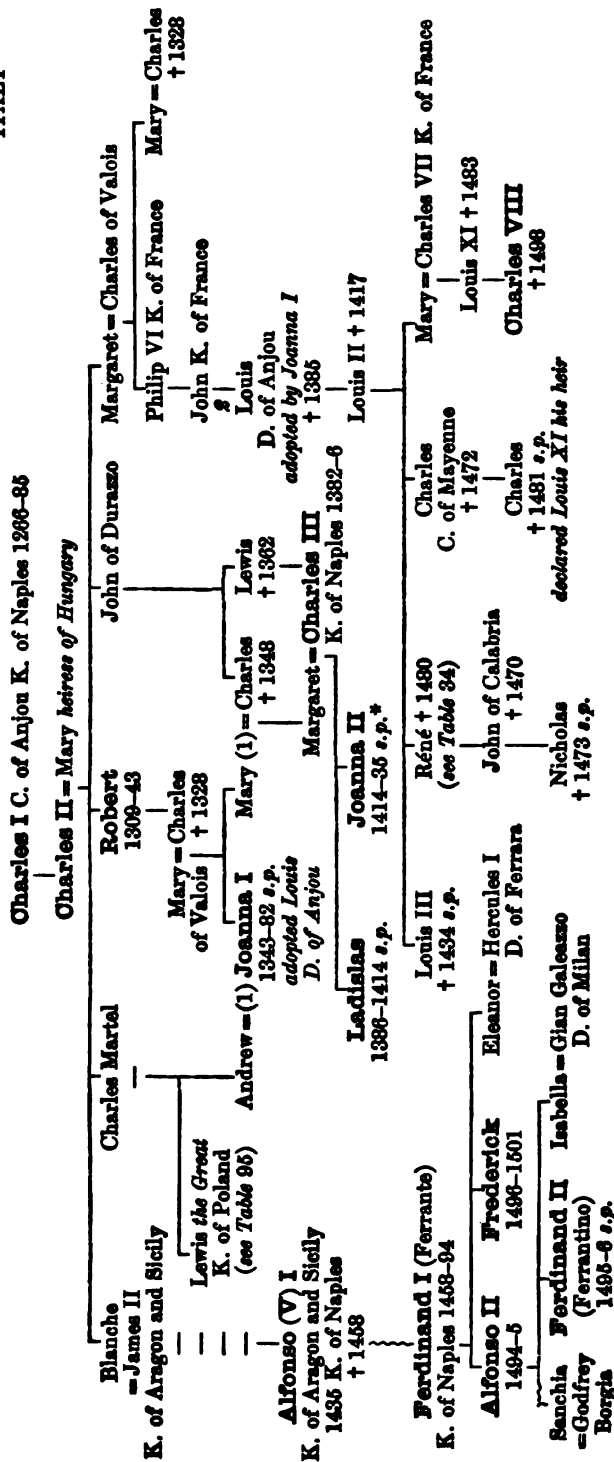 Charles I C. of Anjou K. of Naples 1266–85
Charles II = Mary heiress of Hungary
Blanche
= James II
K. of Aragon and Sicily
Charles Martel
Robert
1309–43
John of Durazzo
Margaret = Charles of Valois
Lewis the Great
K. of Poland
(see Table 95)
Mary = Charles
of Valois † 1328
Philip VI K. of France
Mary = Charles
† 1328
Andrew = (1) Joanna I
1343–82 s.p.
adopted Louis
D. of Anjou
Mary (1) = Charles
† 1348
Lewis
† 1362
John K. of France
2
Louis
D. of Anjou
adopted by Joanna I
† 1385
Margaret = Charles III
K. of Naples 1382–6
Alfonso (V) I
K. of Aragon and Sicily
1435 K. of Naples
† 1458
Ladislas
1386–1414 s.p.
Joanna II
1414–35 s.p.*
Louis II † 1417
Ferdinand I (Ferrante)
K. of Naples 1458–94
Louis III
† 1434 s.p.
Réné † 1480
(see Table 34)
Charles
C. of Mayenne
† 1472
Mary = Charles VII K. of France
Alfonso II
1494–5
Frederick
1496–1501
Eleanor = Hercules I
D. of Ferrara
John of Calabria
† 1470
Charles
† 1481 s.p.
declared Louis XI his heir
Louis XI † 1483
Sanchia
= Godfrey
Borgia
Ferdinand II
(Ferrantino)
1495–6 s.p.
Isabella = Gian Galeazzo
D. of Milan
Nicholas
† 1473 s.p.
Charles VIII
† 1498